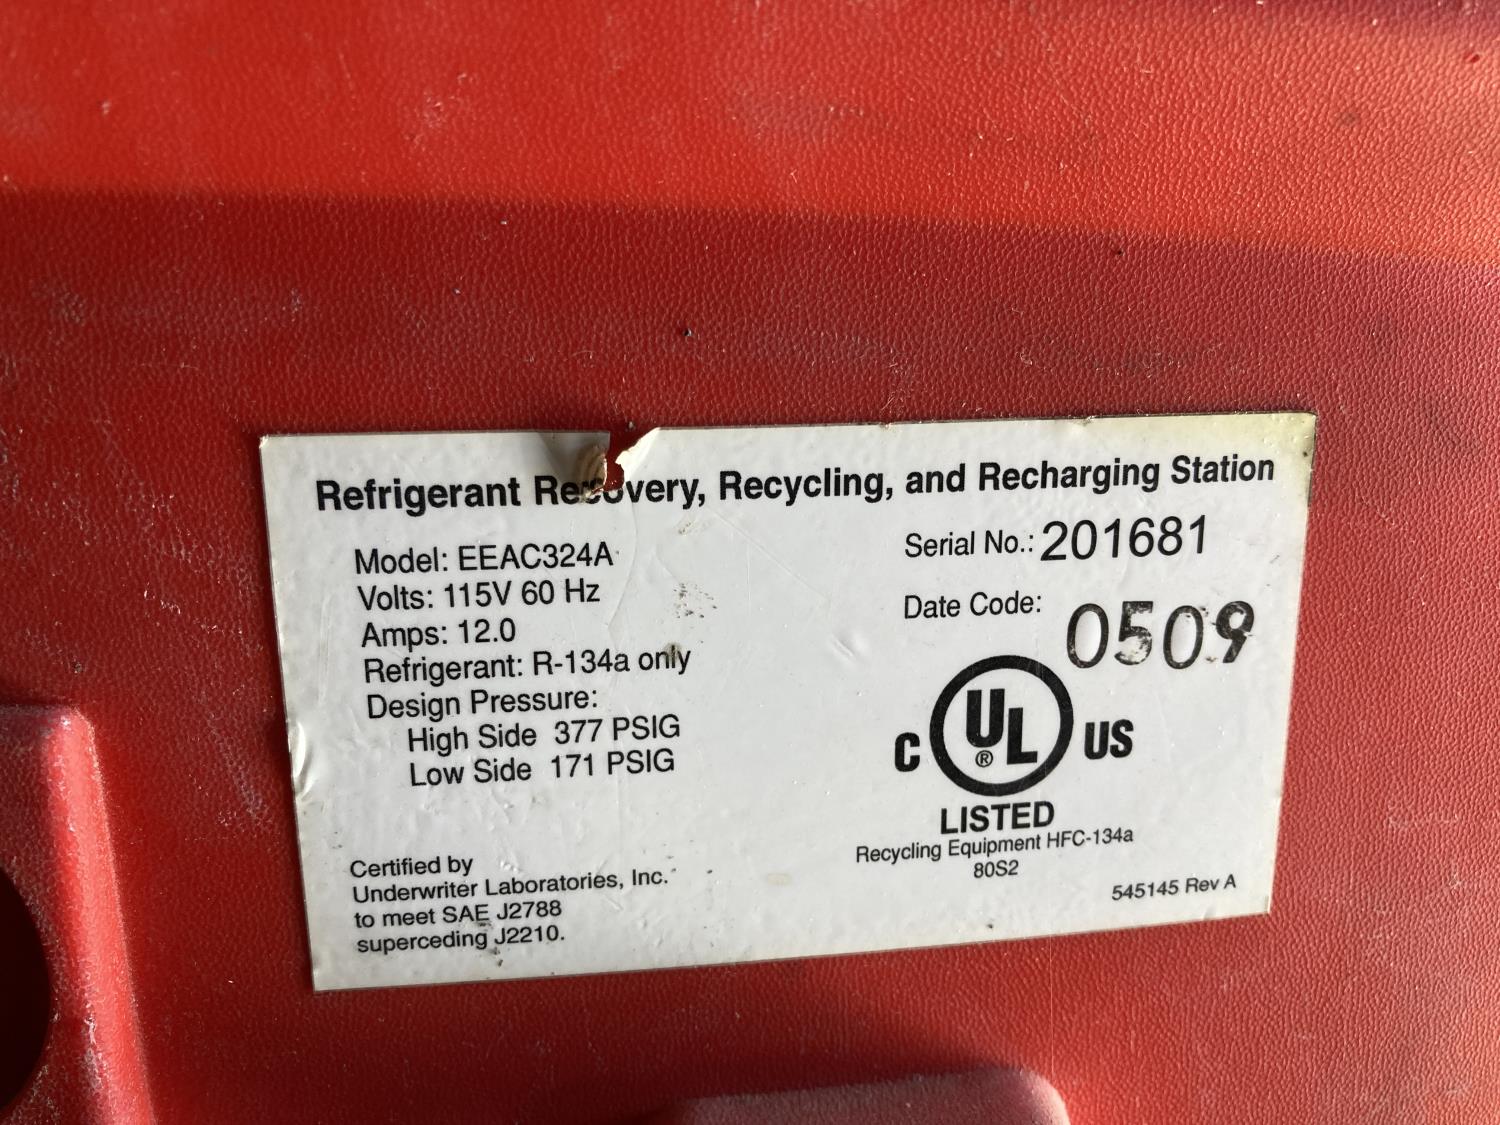 Refrigerant Recovery, Recycling, and Recharging Station
Model: EEAC324A
Volts: 115V 60 Hz
Amps: 12.0
Refrigerant: R-134a only
Design Pressure:
High Side 377 PSIG
Low Side 171 PSIG
Certified by
Underwriter Laboratories, Inc.
to meet SAE J2788
superceding J2210.
Serial No.: 201681
Date Code: 0509
C UL ® US
LISTED
Recycling Equipment HFC-134a
80S2
545145 Rev A